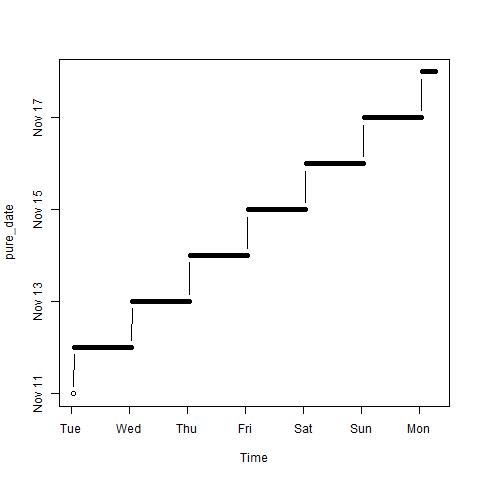 pure_date
Nov 17
Nov 15
Nov 13
Nov 11
Tue Wed Thu Fri Sat Sun Mon
Time